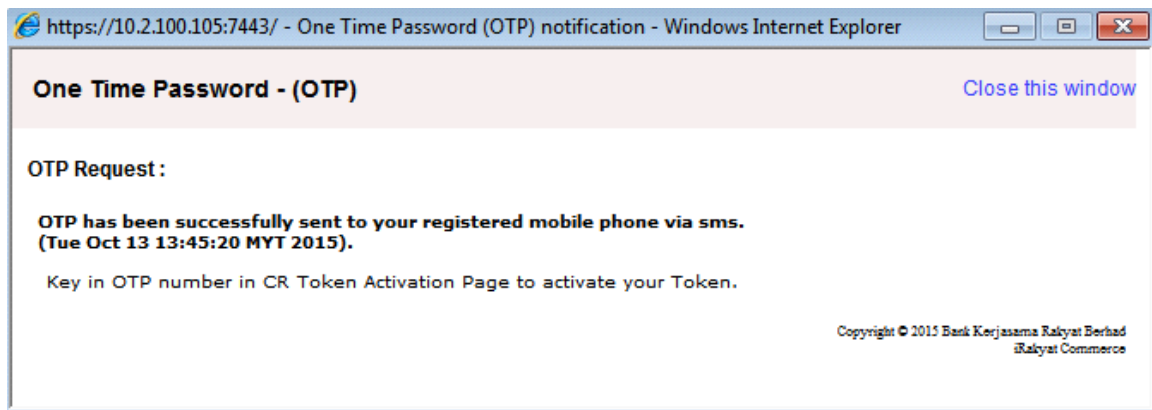 https://10.2.100.105:7443/ - One Time Password (OTP) notification - Windows Internet Explorer
One Time Password - (OTP)
Close this window
OTP Request :
OTP has been successfully sent to your registered mobile phone via sms.
(Tue Oct 13 13:45:20 MYT 2015).
Key in OTP number in CR Token Activation Page to activate your Token.
Copyright © 2015 Bank Kerjasama Rakyat Berhad
iRakyat Commerce